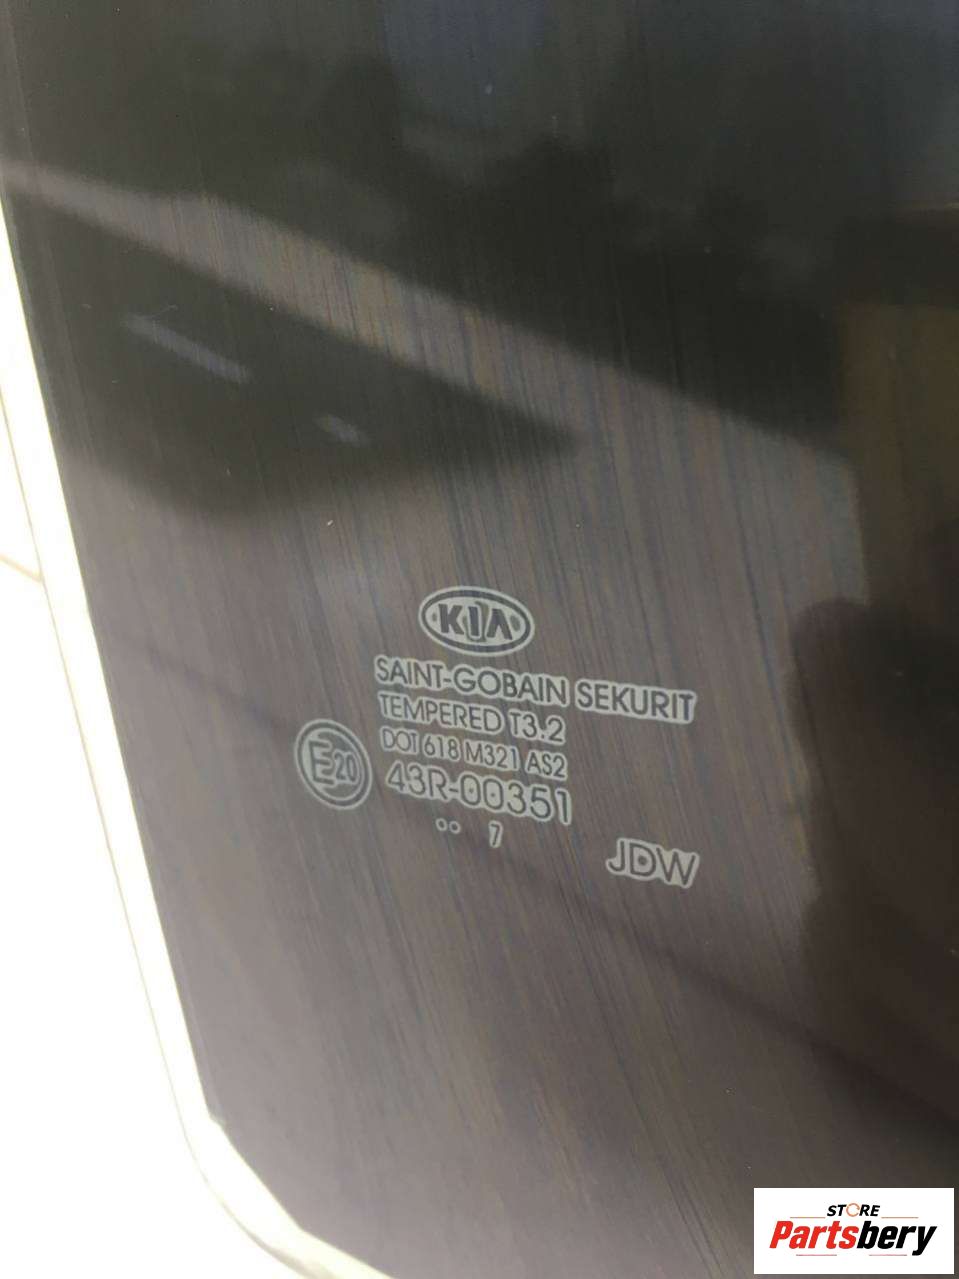 KIA
SAINT-GOBAIN SEKURIT
TEMPERED T3.2
DOT 618 M321 AS2
E20
43R-00351
.. 7
JDW
STORE
Partsbery